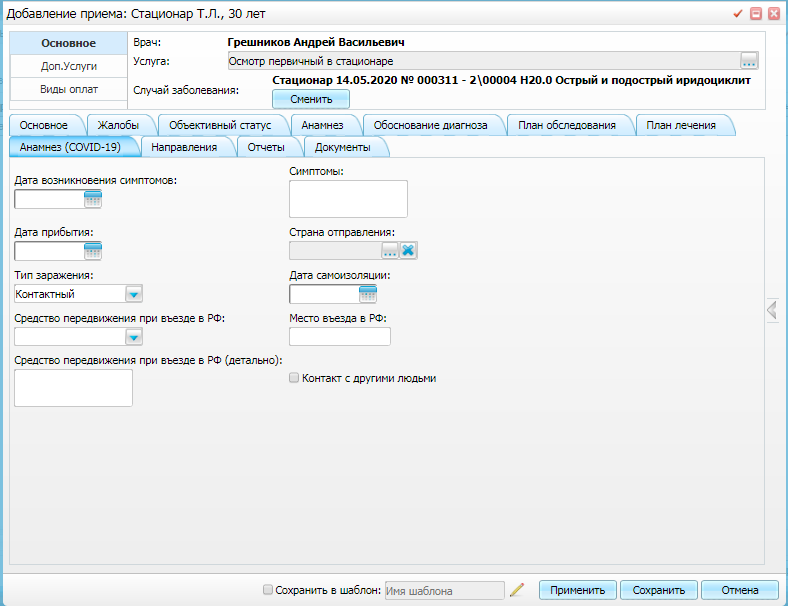 Добавление приема: Стационар Т.Л., 30 лет
Основное
Доп.Услуги
Виды оплат
Врач: Грешников Андрей Васильевич
Услуга: Осмотр первичный в стационаре ...
Случай заболевания: Стационар 14.05.2020 № 000311 - 2\00004 H20.0 Острый и подострый иридоциклит
Сменить
Основное Жалобы Объективный статус Анамнез Обоснование диагноза План обследования План лечения
Анамнез (COVID-19) Направления Отчеты Документы
Дата возникновения симптомов: Симптомы:
Дата прибытия: Страна отправления:
...
Тип заражения: Дата самоизоляции:
Контактный
Средство передвижения при въезде в РФ: Место въезда в РФ:
Средство передвижения при въезде в РФ (детально):
Контакт с другими людьми
Сохранить в шаблон: Имя шаблона Применить Сохранить Отмена